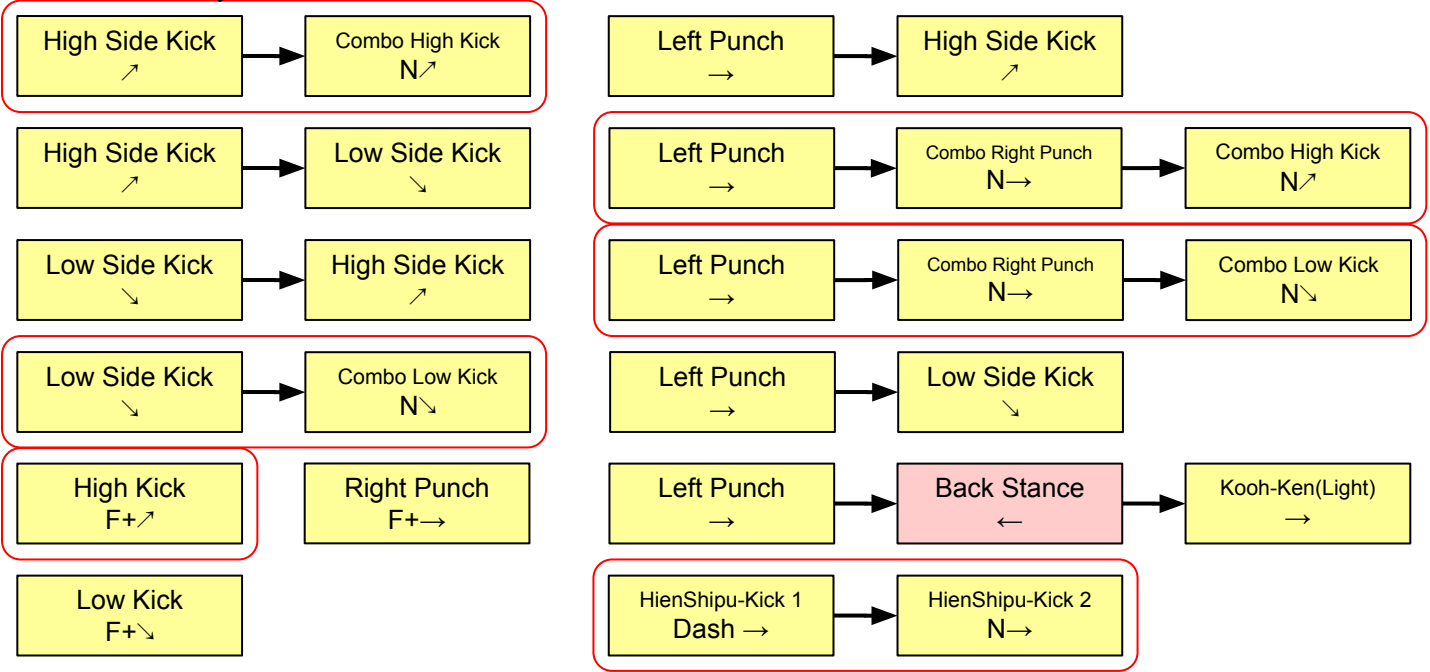 High Side Kick
↗
Combo High Kick
N↗
High Side Kick
↗
Low Side Kick
↘
Low Side Kick
↘
High Side Kick
↗
Low Side Kick
↘
Combo Low Kick
N↘
High Kick
F+↗
Right Punch
F+→
Low Kick
F+↘
Left Punch
→
High Side Kick
↗
Left Punch
→
Combo Right Punch
N→
Combo High Kick
N↗
Left Punch
→
Combo Right Punch
N→
Combo Low Kick
N↘
Left Punch
→
Low Side Kick
↘
Left Punch
→
Back Stance
←
Kooh-Ken(Light)
→
HienShipu-Kick 1
Dash →
HienShipu-Kick 2
N→